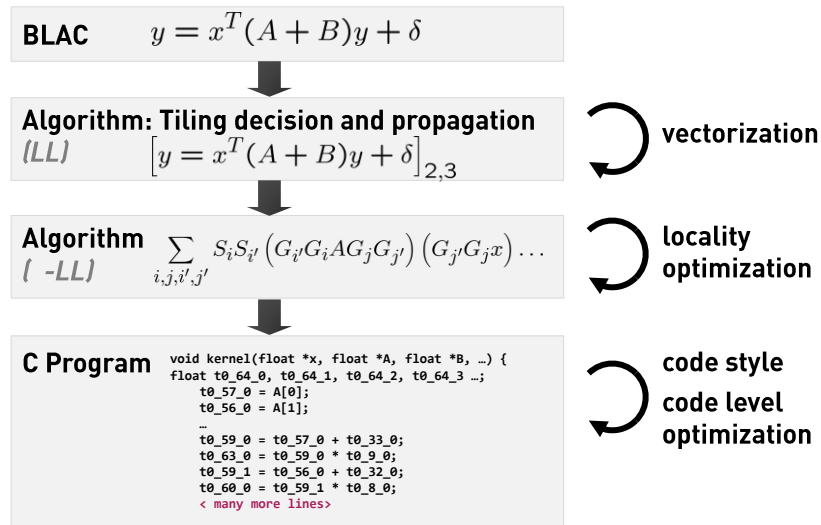 BLAC y = x^T(A + B)y + δ
Algorithm: Tiling decision and propagation
(LL) [y = x^T(A + B)y + δ]_{2,3}
vectorization
Algorithm ∑_{i,j,i',j'} S_i S_{i'} (G_{i'} G_i A G_j G_{j'}) (G_{j'} G_j x) ...
( -LL)
locality
optimization
C Program
void kernel(float *x, float *A, float *B, …) {
float t0_64_0, t0_64_1, t0_64_2, t0_64_3 …;
t0_57_0 = A[0];
t0_56_0 = A[1];
…
t0_59_0 = t0_57_0 + t0_33_0;
t0_63_0 = t0_59_0 * t0_9_0;
t0_59_1 = t0_56_0 + t0_32_0;
t0_60_0 = t0_59_1 * t0_8_0;
< many more lines>
code style
code level
optimization